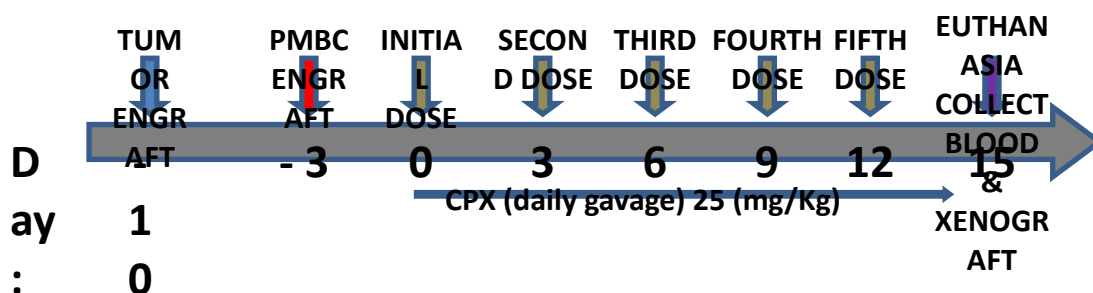 TUM
OR
ENGR
AFT
PMBC
ENGR
AFT
INITIA
L
DOSE
SECON
D DOSE
THIRD
DOSE
FOURTH
DOSE
FIFTH
DOSE
EUTHAN
ASIA
COLLECT
BLOOD
&
XENOGR
AFT
D
ay
:
-
1
0
- 3
0
3
6
9
12
15
CPX (daily gavage) 25 (mg/Kg)